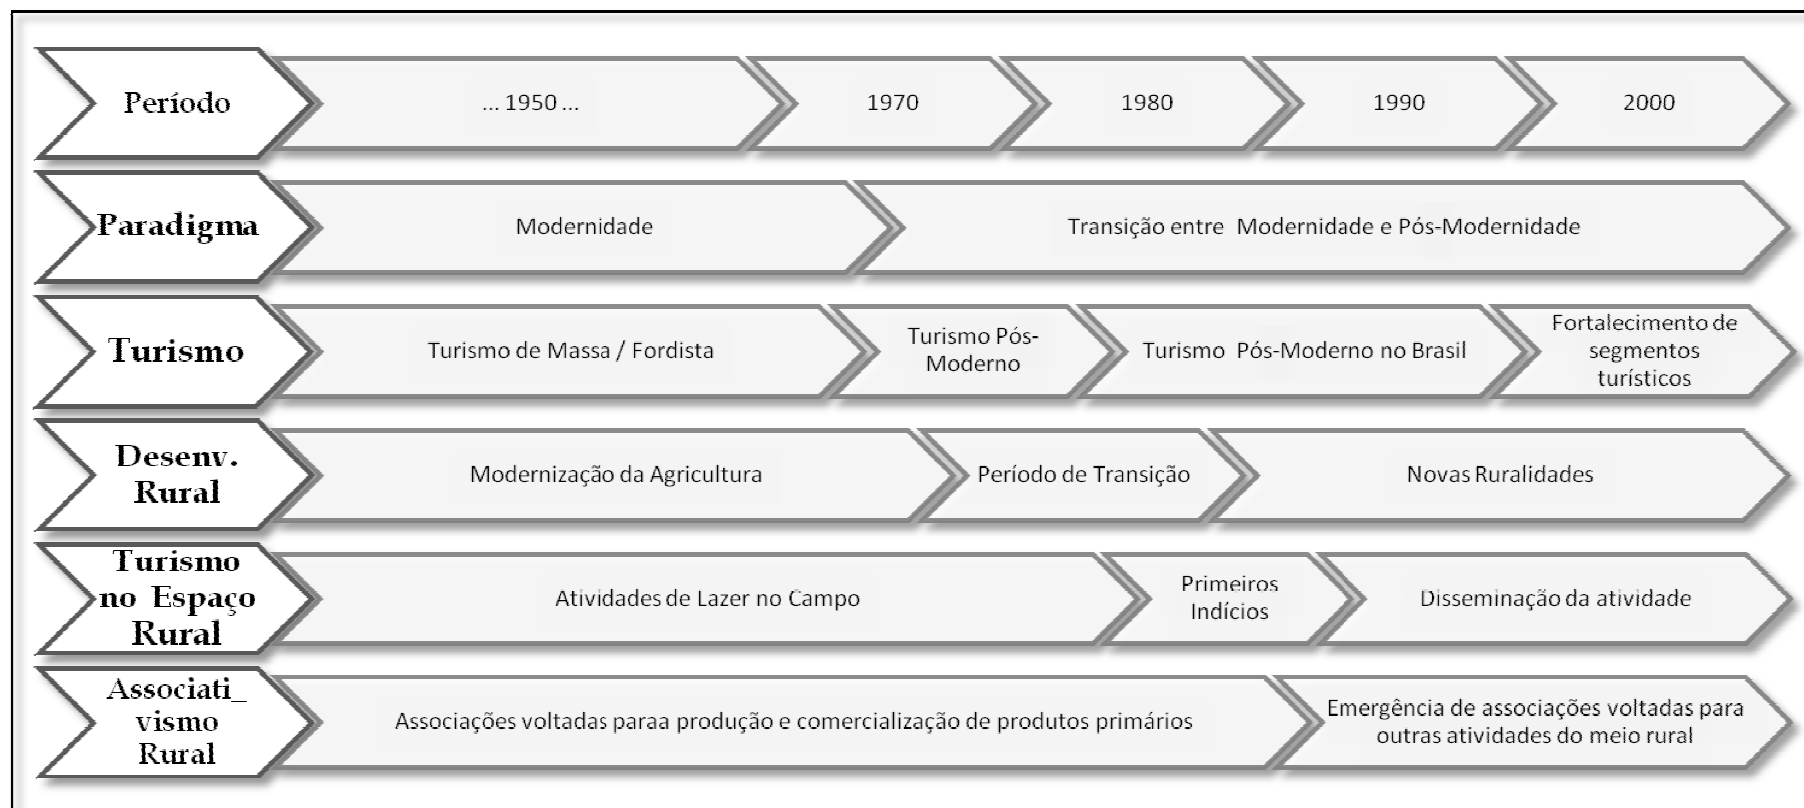 Período
... 1950 ...
1970
1980
1990
2000
Paradigma
Modernidade
Transição entre Modernidade e Pós-Modernidade
Turismo
Turismo de Massa / Fordista
Turismo Pós-
Moderno
Turismo Pós-Moderno no Brasil
Fortalecimento de
segmentos
turísticos
Desenv.
Rural
Modernização da Agricultura
Período de Transição
Novas Ruralidades
Turismo
no Espaço
Rural
Atividades de Lazer no Campo
Primeiros
Indícios
Disseminação da atividade
Associati_
vismo
Rural
Associações voltadas paraa produção e comercialização de produtos primários
Emergência de associações voltadas para
outras atividades do meio rural